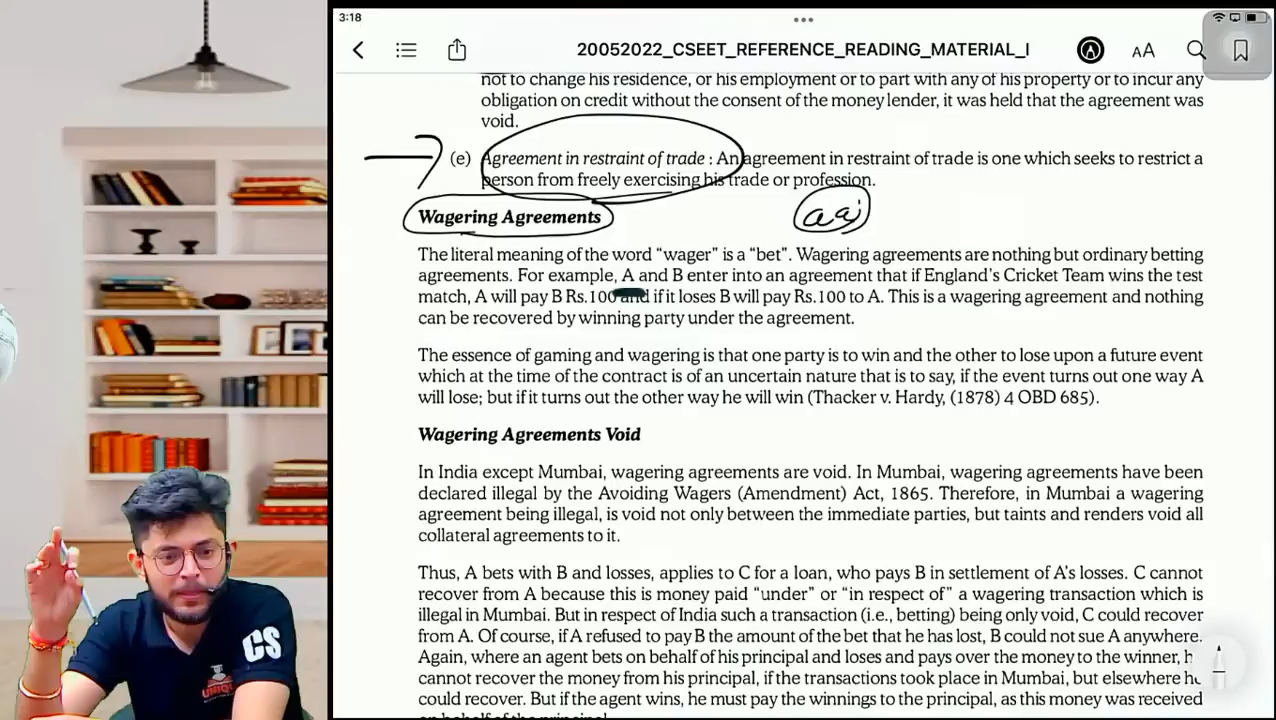 3:18
20052022_CSEET_REFERENCE_READING_MATERIAL_I
AA
not to change his residence, or his employment or to part with any of his property or to incur any
obligation on credit without the consent of the money lender, it was held that the agreement was
void.
(e) Agreement in restraint of trade : An agreement in restraint of trade is one which seeks to restrict a
person from freely exercising his trade or profession.
Wagering Agreements
The literal meaning of the word “wager” is a “bet”. Wagering agreements are nothing but ordinary betting
agreements. For example, A and B enter into an agreement that if England’s Cricket Team wins the test
match, A will pay B Rs.100 and if it loses B will pay Rs.100 to A. This is a wagering agreement and nothing
can be recovered by winning party under the agreement.
The essence of gaming and wagering is that one party is to win and the other to lose upon a future event
which at the time of the contract is of an uncertain nature that is to say, if the event turns out one way A
will lose; but if it turns out the other way he will win (Thacker v. Hardy, (1878) 4 OBD 685).
Wagering Agreements Void
In India except Mumbai, wagering agreements are void. In Mumbai, wagering agreements have been
declared illegal by the Avoiding Wagers (Amendment) Act, 1865. Therefore, in Mumbai a wagering
agreement being illegal, is void not only between the immediate parties, but taints and renders void all
collateral agreements to it.
Thus, A bets with B and losses, applies to C for a loan, who pays B in settlement of A’s losses. C cannot
recover from A because this is money paid “under” or “in respect of” a wagering transaction which is
illegal in Mumbai. But in respect of India such a transaction (i.e., betting) being only void, C could recover
from A. Of course, if A refused to pay B the amount of the bet that he has lost, B could not sue A anywhere.
Again, where an agent bets on behalf of his principal and loses and pays over the money to the winner,
cannot recover the money from his principal, if the transactions took place in Mumbai, but elsewhere
could recover. But if the agent wins, he must pay the winnings to the principal, as this money was received
on behalf of the principal.
CS
UNIQUE